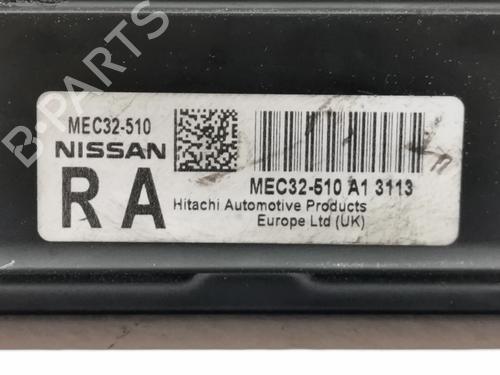 MEC32-510
NISSAN
RA
MEC32-510 A1 3113
Hitachi Automotive Products
Europe Ltd (UK)
B-PARTS